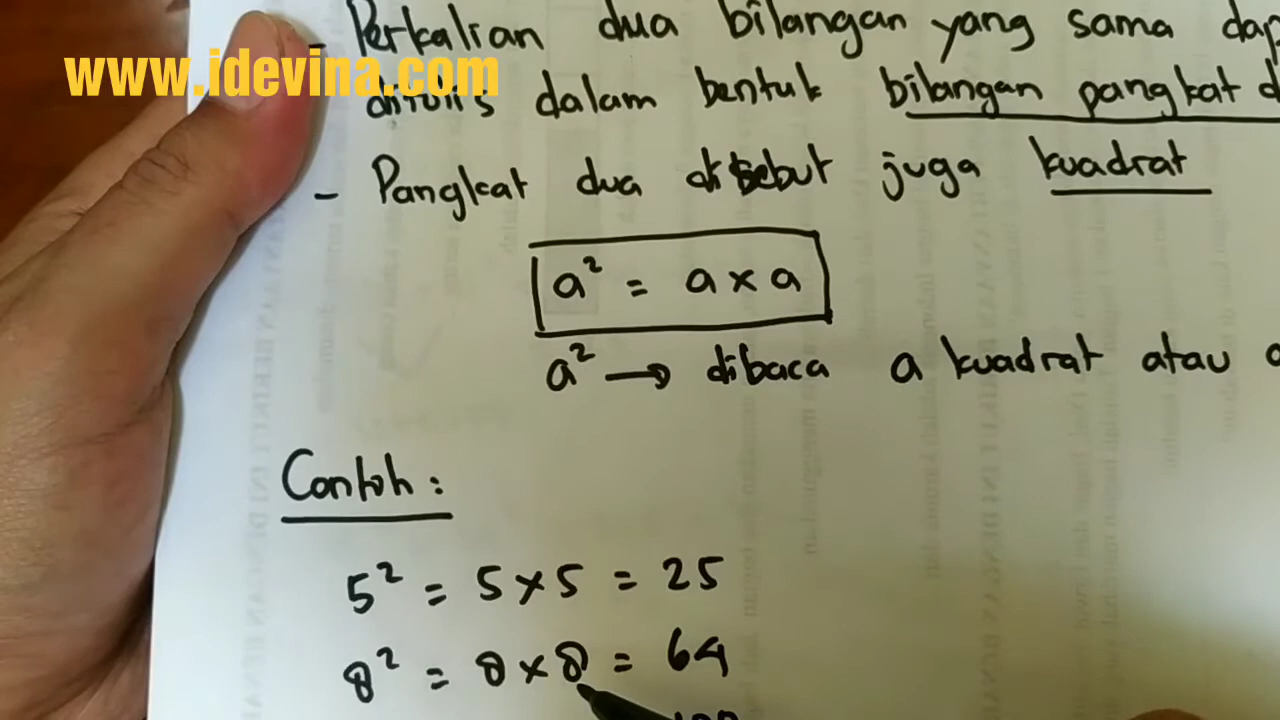 www.idevina.com
- Perkalian dua bilangan yang sama dap
ditulis dalam bentuk bilangan pangkat d
- Pangkat dua disebut juga kuadrat
a² = a x a
a² → dibaca a kuadrat atau a
Contoh :
5² = 5 x 5 = 25
8² = 8 x 8 = 64